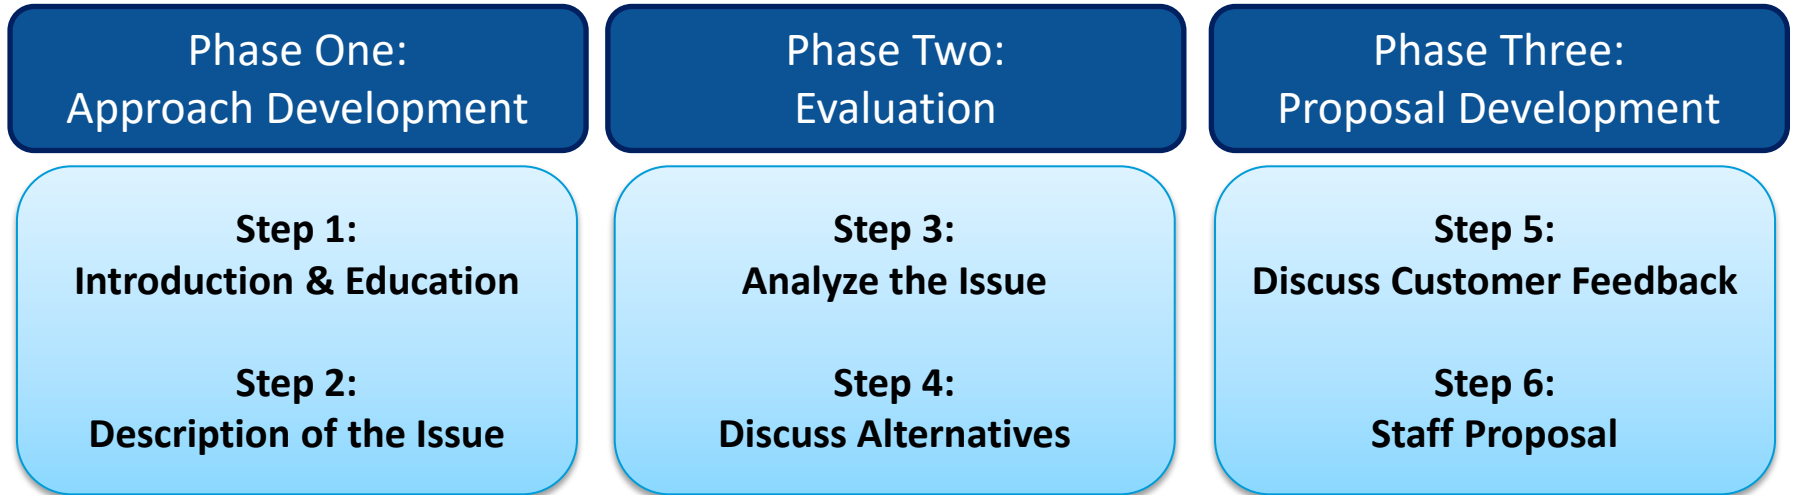 Phase One:
Approach Development
Step 1:
Introduction & Education
Step 2:
Description of the Issue
Phase Two:
Evaluation
Step 3:
Analyze the Issue
Step 4:
Discuss Alternatives
Phase Three:
Proposal Development
Step 5:
Discuss Customer Feedback
Step 6:
Staff Proposal